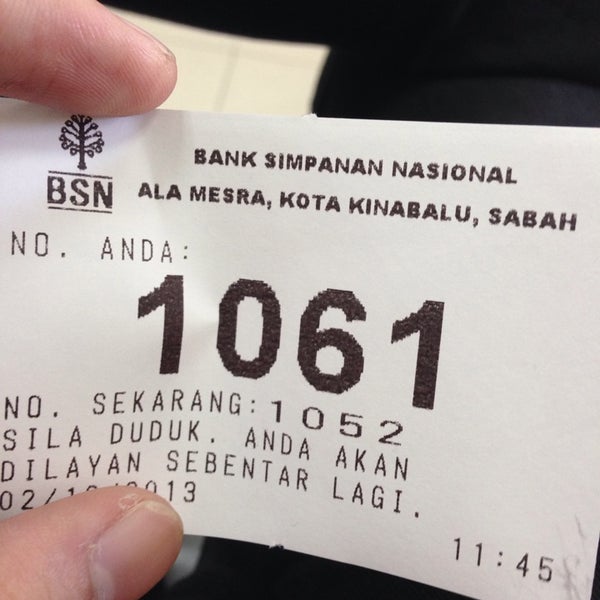 BSN
BANK SIMPANAN NASIONAL
ALA MESRA, KOTA KINABALU, SABAH
NO. ANDA:
1061
NO. SEKARANG: 1052
SILA DUDUK. ANDA AKAN
DILAYAN SEBENTAR LAGI.
11:45